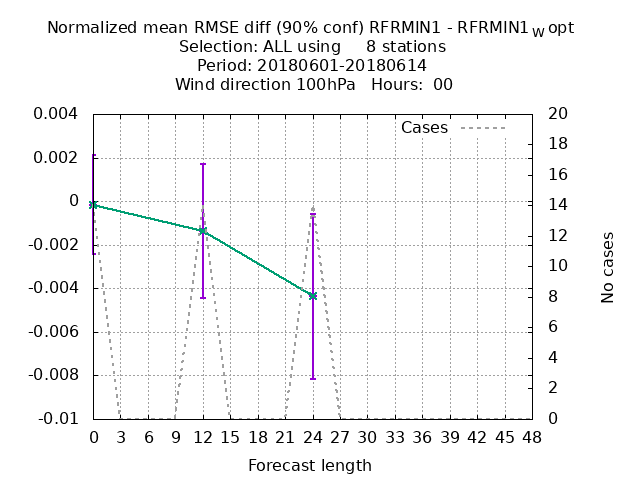 Normalized mean RMSE diff (90% conf) RFRMIN1 - RFRMIN1 W opt
Selection: ALL using 8 stations
Period: 20180601-20180614
Wind direction 100hPa Hours: 00
Cases
0.004
0.002
0
-0.002
-0.004
-0.006
-0.008
-0.01
20
18
16
14
12
10
8
6
4
2
0
No cases
0 3 6 9 12 15 18 21 24 27 30 33 36 39 42 45 48
Forecast length